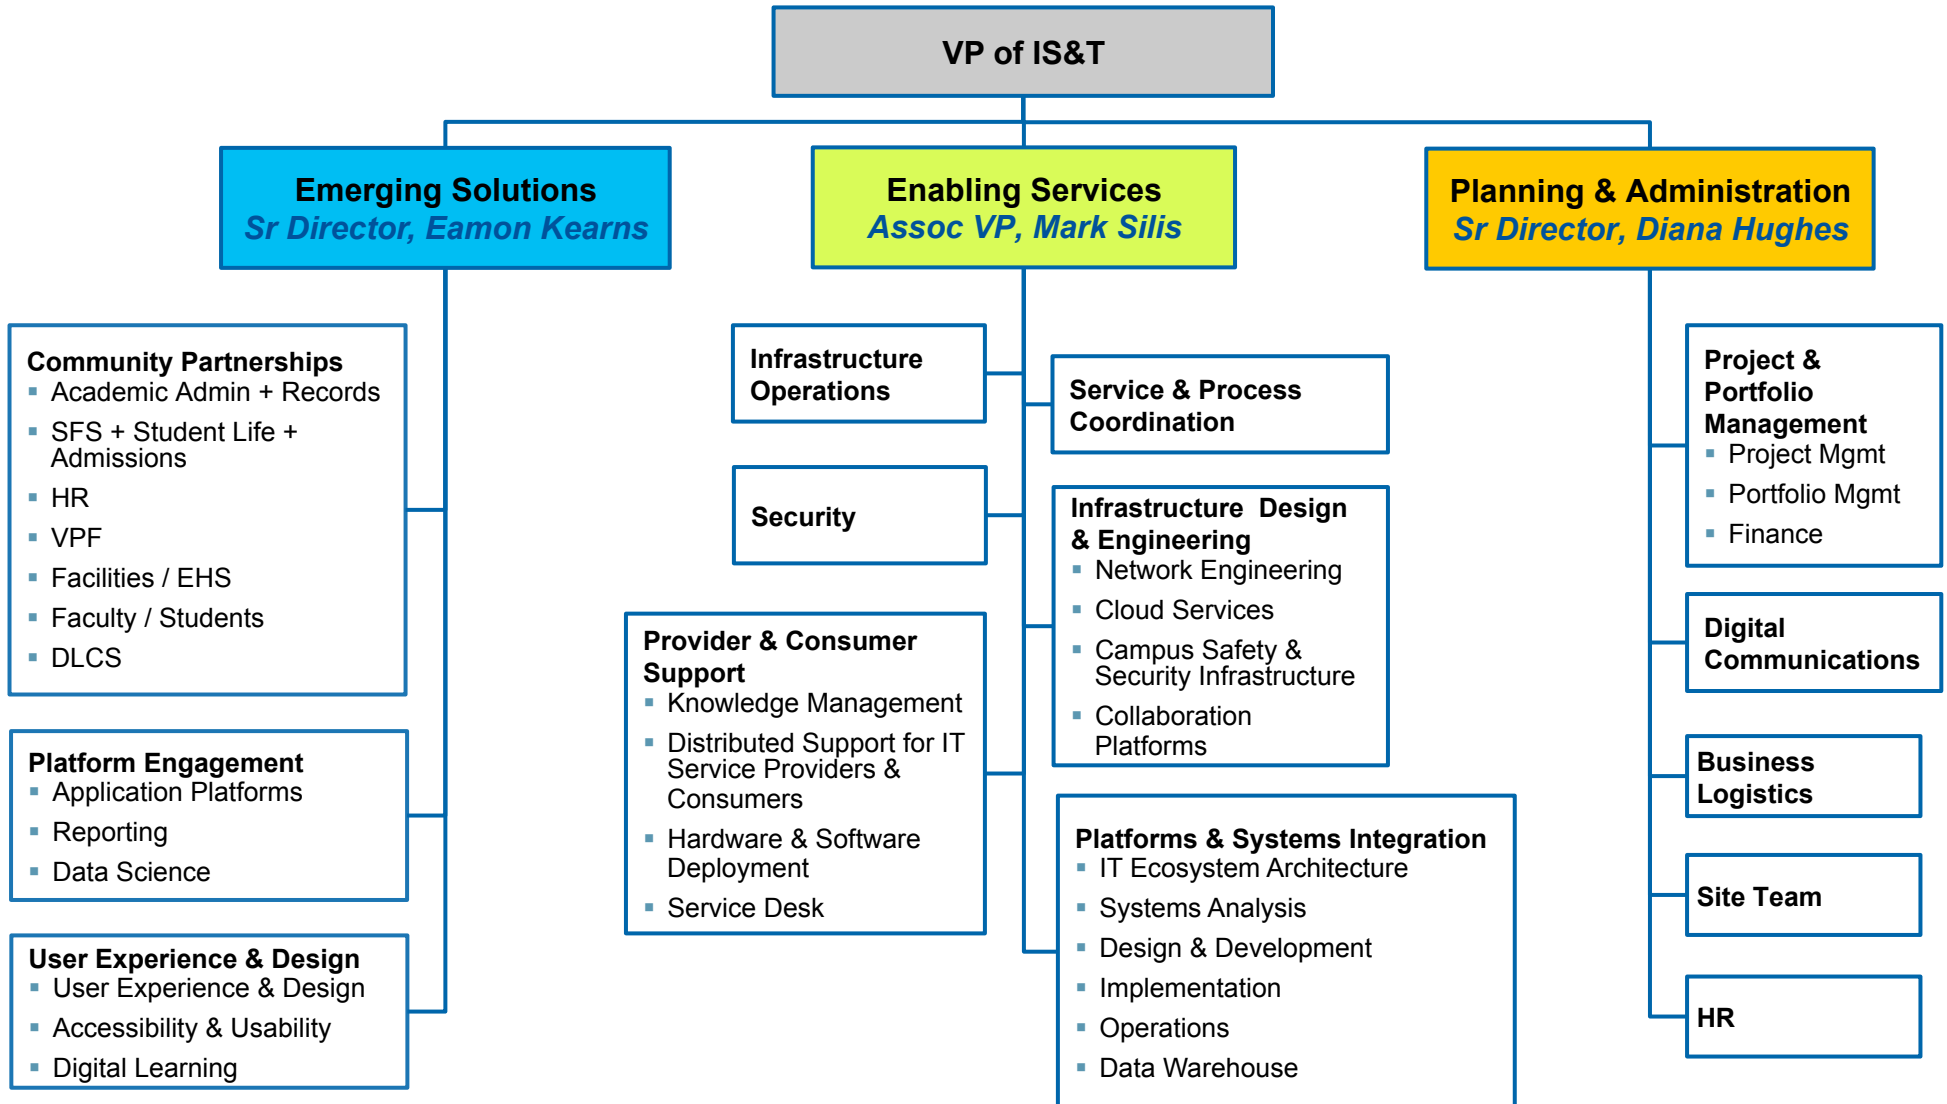 VP of IS&T
Emerging Solutions
Sr Director, Eamon Kearns
Enabling Services
Assoc VP, Mark Silis
Planning & Administration
Sr Director, Diana Hughes
Community Partnerships
Academic Admin + Records
SFS + Student Life +
Admissions
HR
VPF
Facilities / EHS
Faculty / Students
DLCS
Platform Engagement
Application Platforms
Reporting
Data Science
User Experience & Design
User Experience & Design
Accessibility & Usability
Digital Learning
Infrastructure
Operations
Security
Provider & Consumer
Support
Knowledge Management
Distributed Support for IT
Service Providers &
Consumers
Hardware & Software
Deployment
Service Desk
Service & Process
Coordination
Infrastructure Design
& Engineering
Network Engineering
Cloud Services
Campus Safety &
Security Infrastructure
Collaboration
Platforms
Platforms & Systems Integration
IT Ecosystem Architecture
Systems Analysis
Design & Development
Implementation
Operations
Data Warehouse
Project &
Portfolio
Management
Project Mgmt
Portfolio Mgmt
Finance
Digital
Communications
Business
Logistics
Site Team
HR